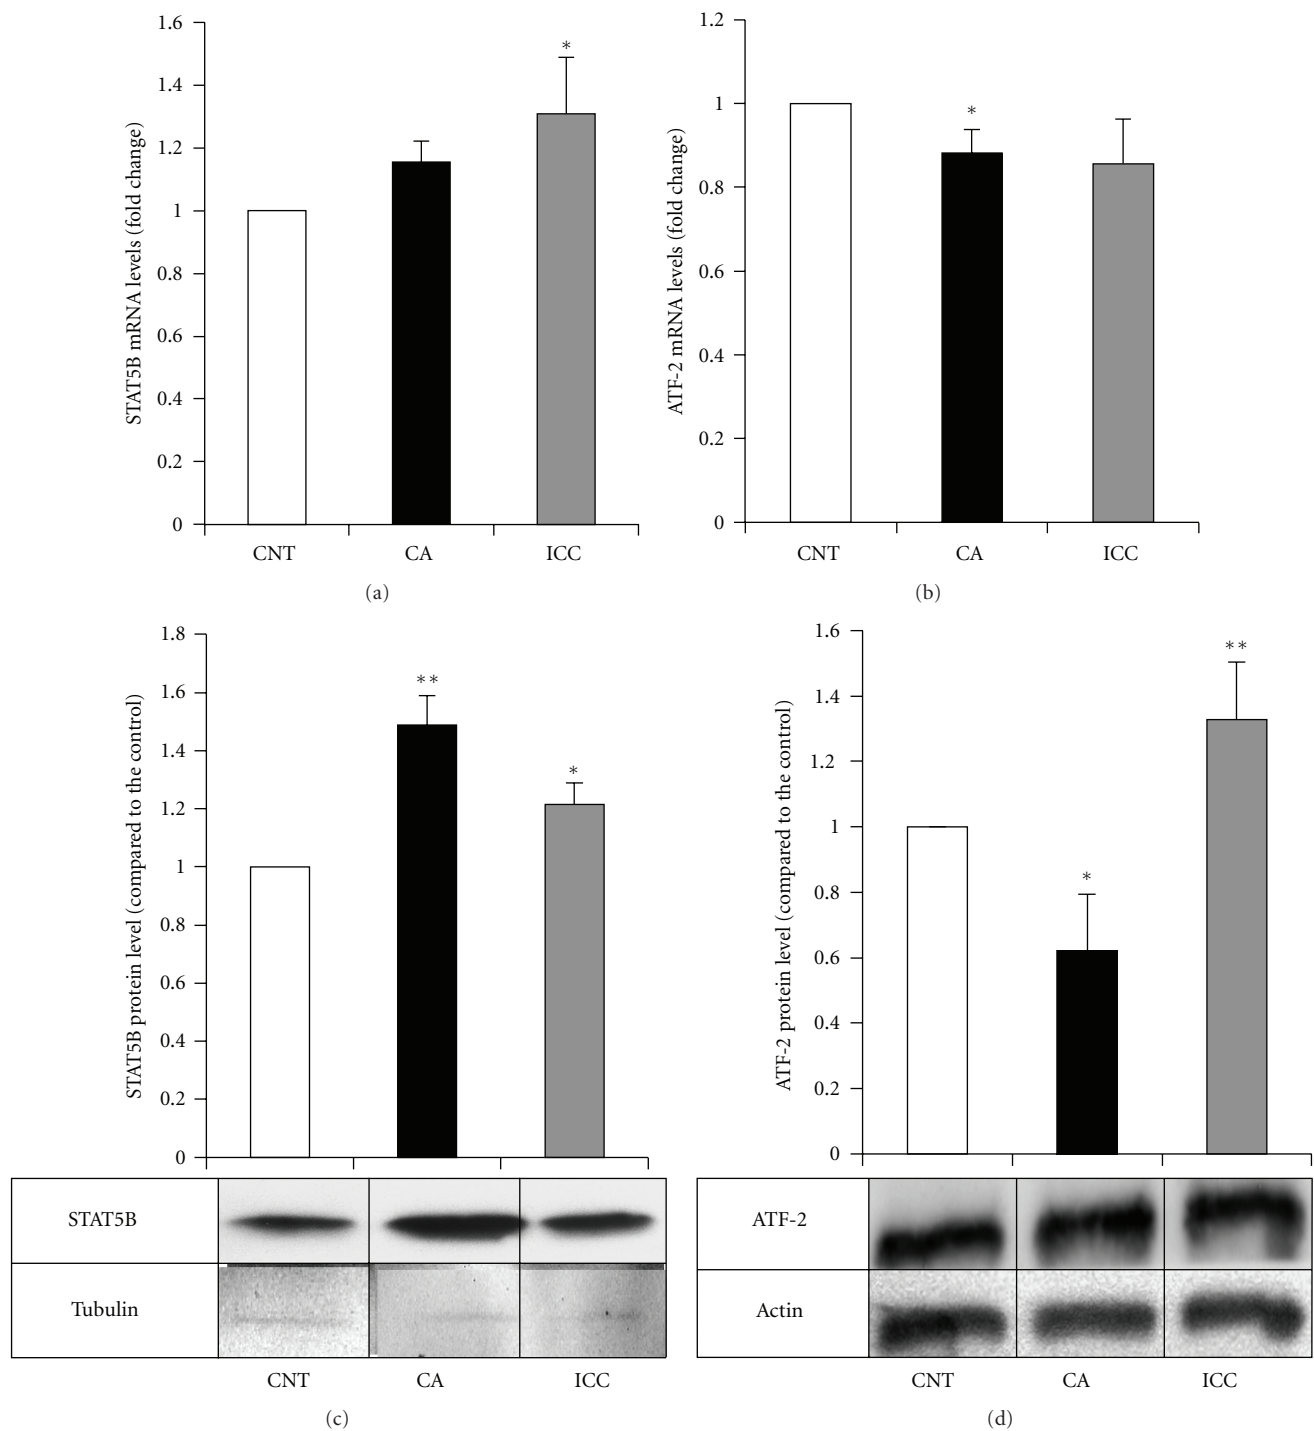 1.6
1.4
1.2
1
0.8
0.6
0.4
0.2
0
STAT5B mRNA levels (fold change)
*
CNT CA ICC
(a)
1.2
1
0.8
0.6
0.4
0.2
0
ATF-2 mRNA levels (fold change)
*
CNT CA ICC
(b)
1.8
1.6
1.4
1.2
1
0.8
0.6
0.4
0.2
0
STAT5B protein level (compared to the control)
**
*
STAT5B
Tubulin
CNT CA ICC
(c)
1.6
1.4
1.2
1
0.8
0.6
0.4
0.2
0
ATF-2 protein level (compared to the control)
*
**
ATF-2
Actin
CNT CA ICC
(d)